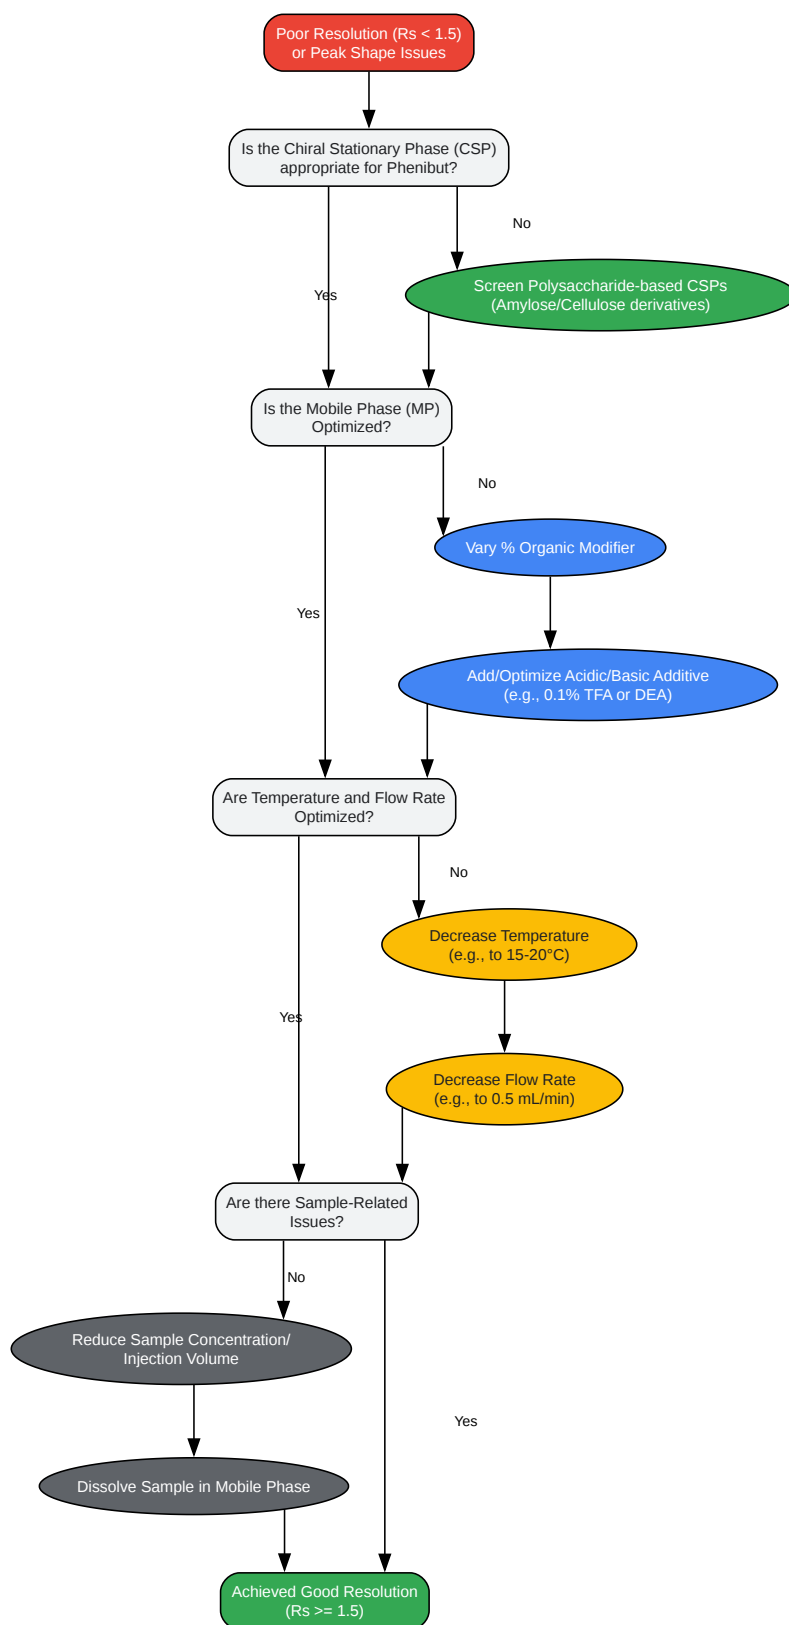 Poor Resolution (Rs < 1.5)
or Peak Shape Issues
Is the Chiral Stationary Phase (CSP)
appropriate for Phenibut?
No
Screen Polysaccharide-based CSPs
(Amylose/Cellulose derivatives)
Yes
Is the Mobile Phase (MP)
Optimized?
No
Vary % Organic Modifier
Yes
Add/Optimize Acidic/Basic Additive
(e.g., 0.1% TFA or DEA)
Are Temperature and Flow Rate
Optimized?
No
Decrease Temperature
(e.g., to 15-20°C)
Yes
Decrease Flow Rate
(e.g., to 0.5 mL/min)
Are there Sample-Related
Issues?
No
Reduce Sample Concentration/
Injection Volume
Yes
Dissolve Sample in Mobile Phase
Achieved Good Resolution
(Rs >= 1.5)